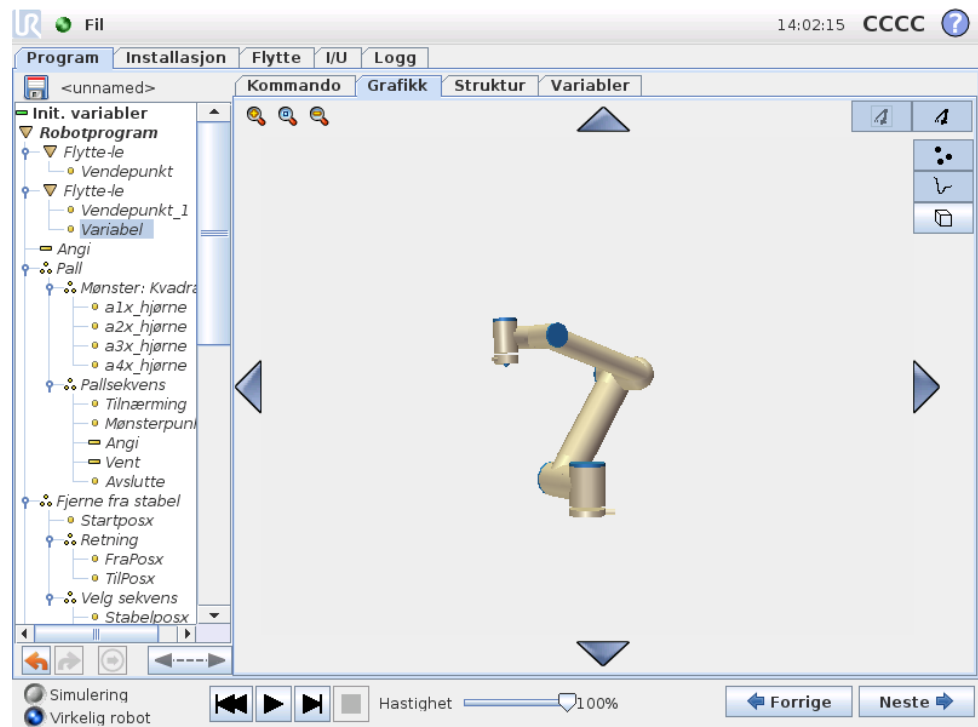 UR Fil 14:02:15 CCCC ?
Program Installasjon Flytte I/U Logg
<unnamed>
Kommando Grafikk Struktur Variabler
Init. variabler
Robotprogram
Flytte-le
Vendepunkt
Flytte-le
Vendepunkt_1
Variabel
Angi
Pall
Mønster: Kvadra
a1x_hjørne
a2x_hjørne
a3x_hjørne
a4x_hjørne
Pallsekvens
Tilnærming
Mønsterpunl
Angi
Vent
Avslutte
Fjerne fra stabel
Startposx
Retning
FraPosx
TilPosx
Velg sekvens
Stabelposx
Simulering
Virkelig robot
Hastighet 100%
Forrige
Neste